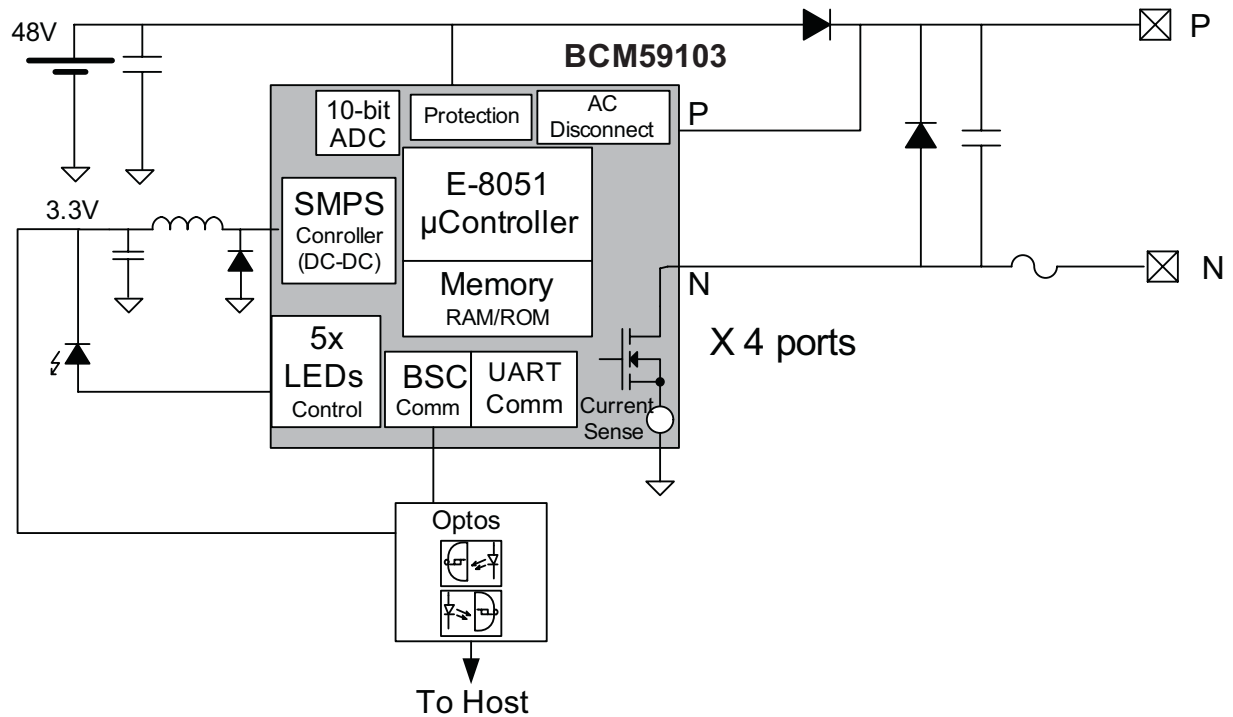 48V
P
BCM59103
10-bit
ADC
Protection
AC
Disconnect
P
E-8051
µController
3.3V
SMPS
Conroller
(DC-DC)
Memory
RAM/ROM
N
N
X 4 ports
5x
LEDs
Control
BSC
Comm
UART
Comm
Current
Sense
Optos
To Host